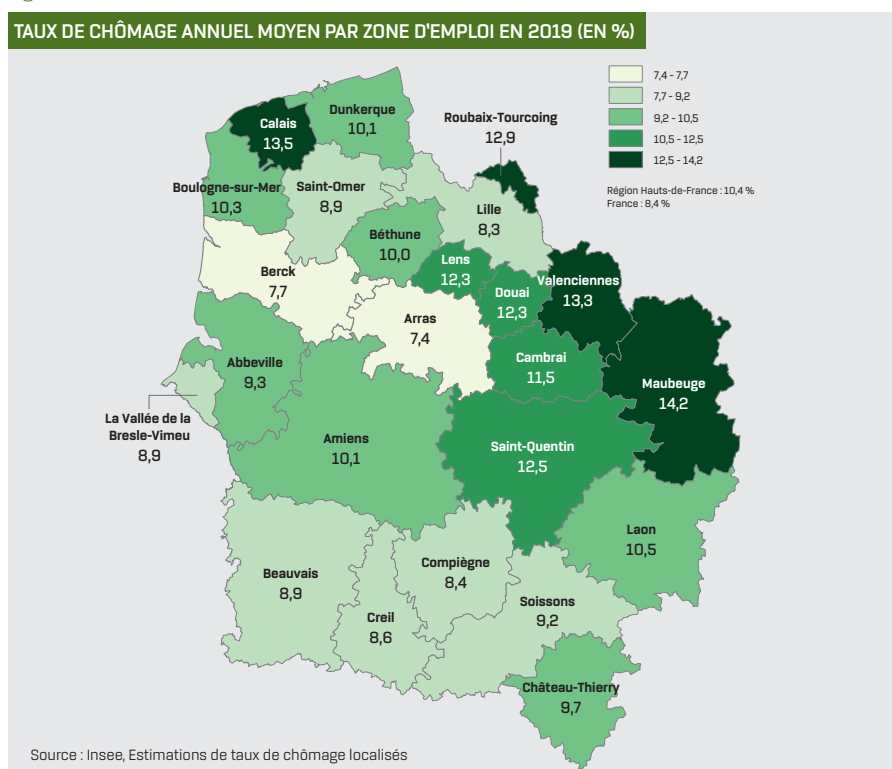 TAUX DE CHÔMAGE ANNUEL MOYEN PAR ZONE D'EMPLOI EN 2019 (EN %)
7,4 - 7,7
7,7 - 9,2
9,2 - 10,5
10,5 - 12,5
12,5 - 14,2
Région Hauts-de-France : 10,4 %
France : 8,4 %
Dunkerque
10,1
Calais
13,5
Roubaix-Tourcoing
12,9
Boulogne-sur-Mer
10,3
Saint-Omer
8,9
Lille
8,3
Béthune
10,0
Lens
12,3
Douai
12,3
Valenciennes
13,3
Berck
7,7
Arras
7,4
Cambrai
11,5
Maubeuge
14,2
Abbeville
9,3
La Vallée de la
Bresle-Vimeu
8,9
Amiens
10,1
Saint-Quentin
12,5
Laon
10,5
Beauvais
8,9
Compiègne
8,4
Creil
8,6
Soissons
9,2
Château-Thierry
9,7
Source : Insee, Estimations de taux de chômage localisés